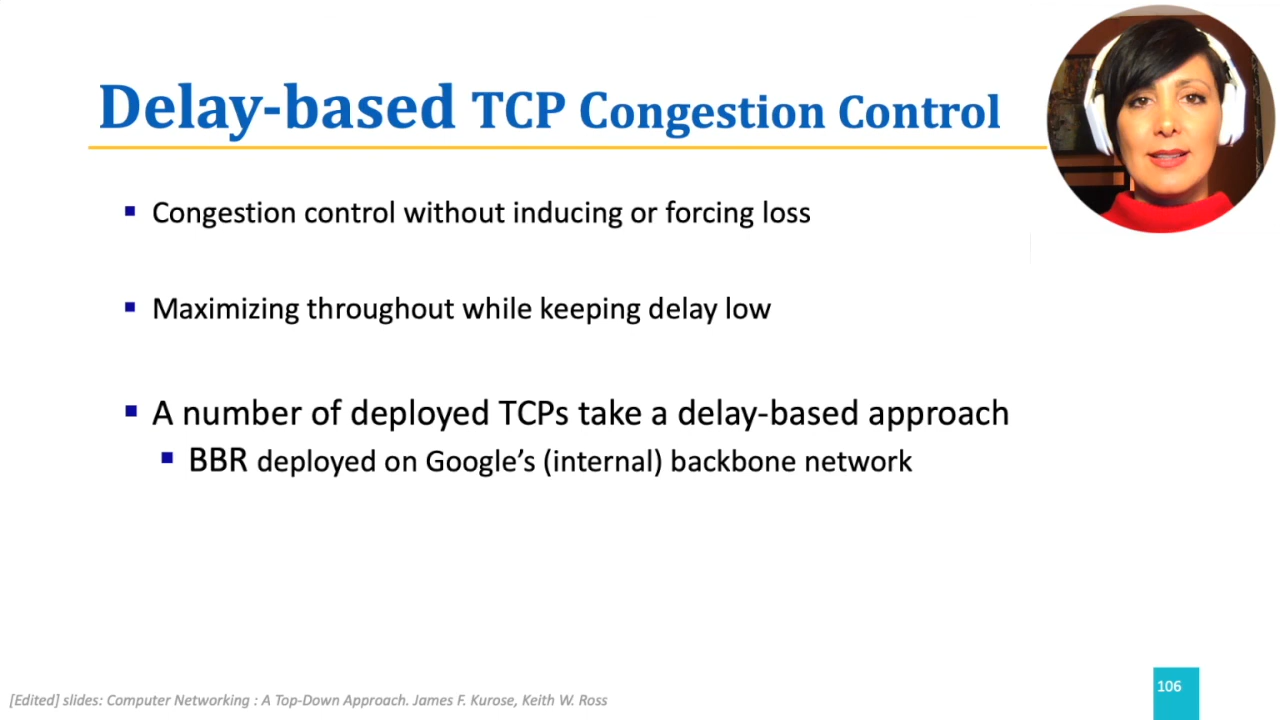 Delay-based TCP Congestion Control
Congestion control without inducing or forcing loss
Maximizing throughout while keeping delay low
A number of deployed TCPs take a delay-based approach
BBR deployed on Google’s (internal) backbone network
[Edited] slides: Computer Networking : A Top-Down Approach. James F. Kurose, Keith W. Ross
106